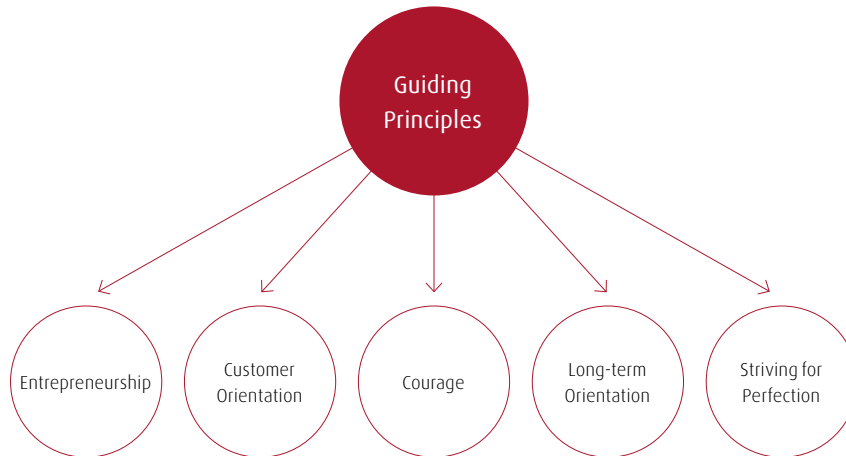 Guiding
Principles
Entrepreneurship
Customer
Orientation
Courage
Long-term
Orientation
Striving for
Perfection